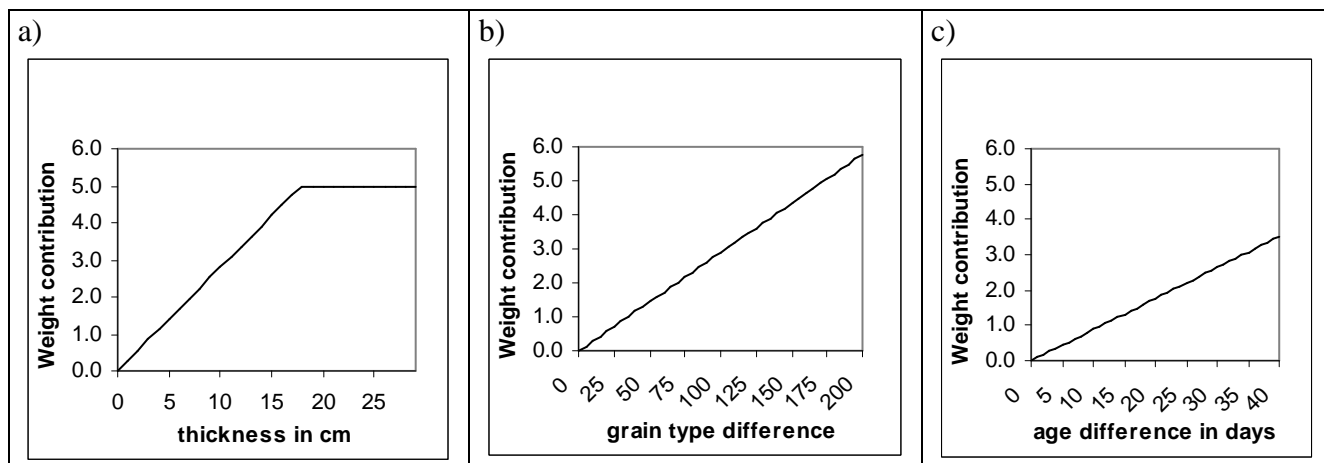 a)
6.0
5.0
4.0
3.0
2.0
1.0
0.0
Weight contribution
0 5 10 15 20 25
thickness in cm
b)
6.0
5.0
4.0
3.0
2.0
1.0
0.0
Weight contribution
0 25 50 75 100 125 150 175 200
grain type difference
c)
6.0
5.0
4.0
3.0
2.0
1.0
0.0
Weight contribution
0 5 10 15 20 25 30 35 40
age difference in days